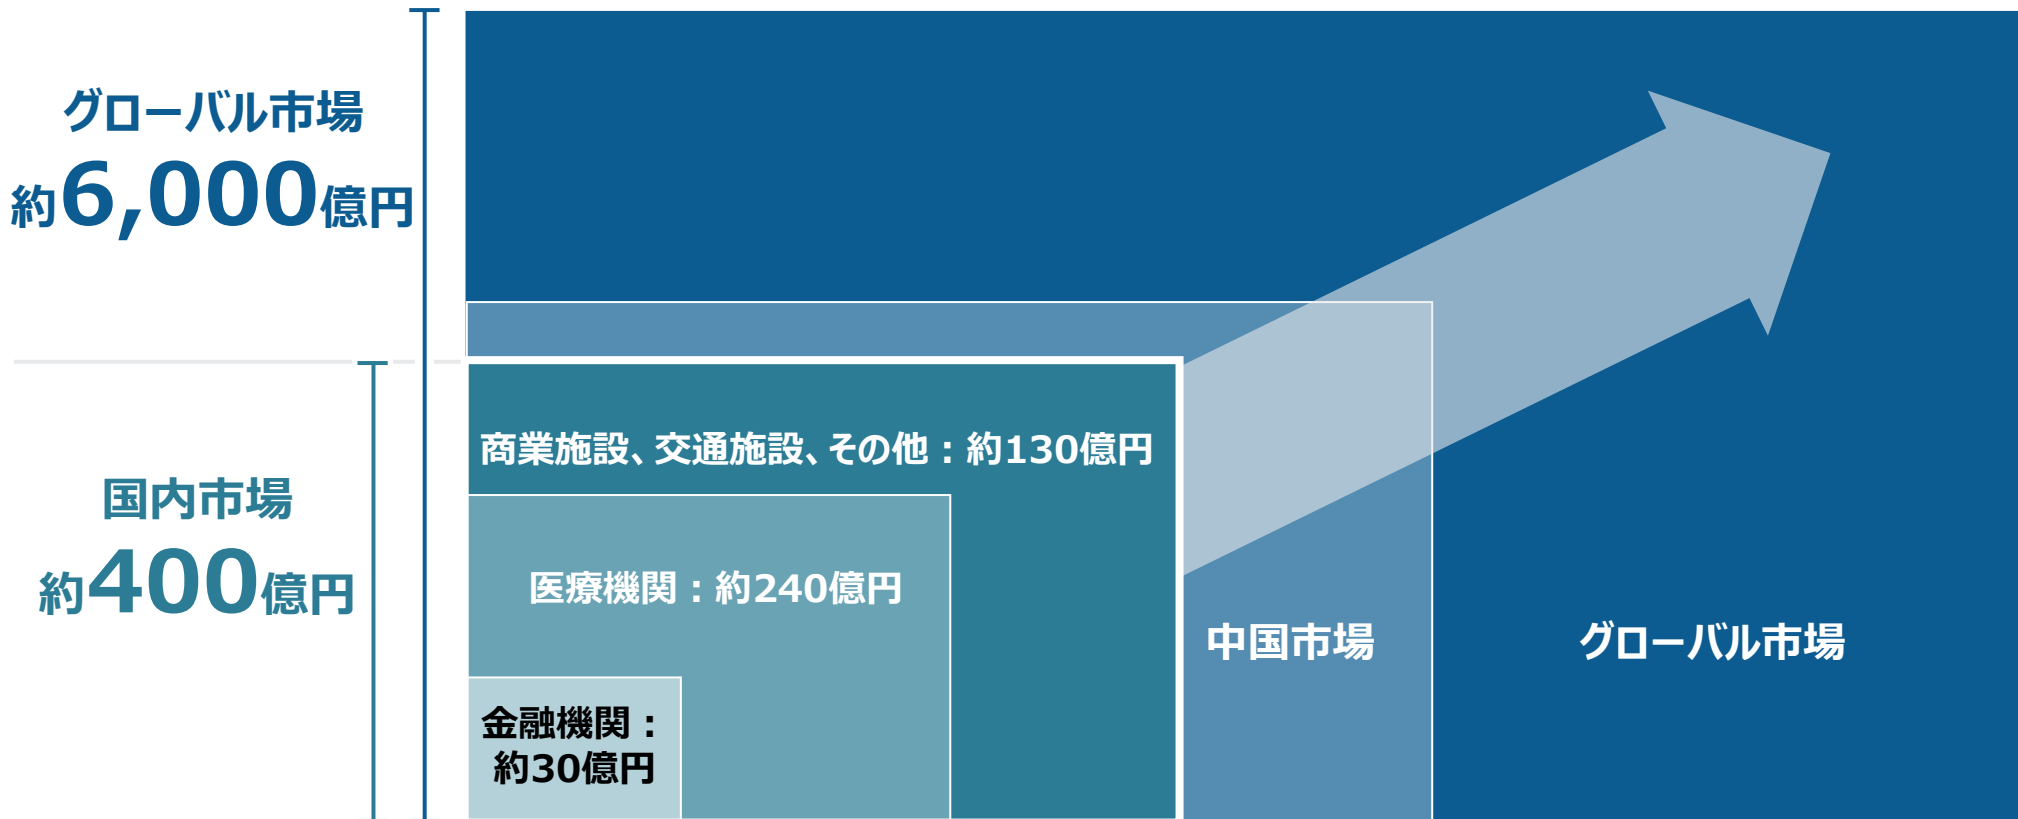 グローバル市場
約6,000億円
国内市場
約400億円
商業施設、交通施設、その他：約130億円
医療機関：約240億円
金融機関：
約30億円
中国市場
グローバル市場